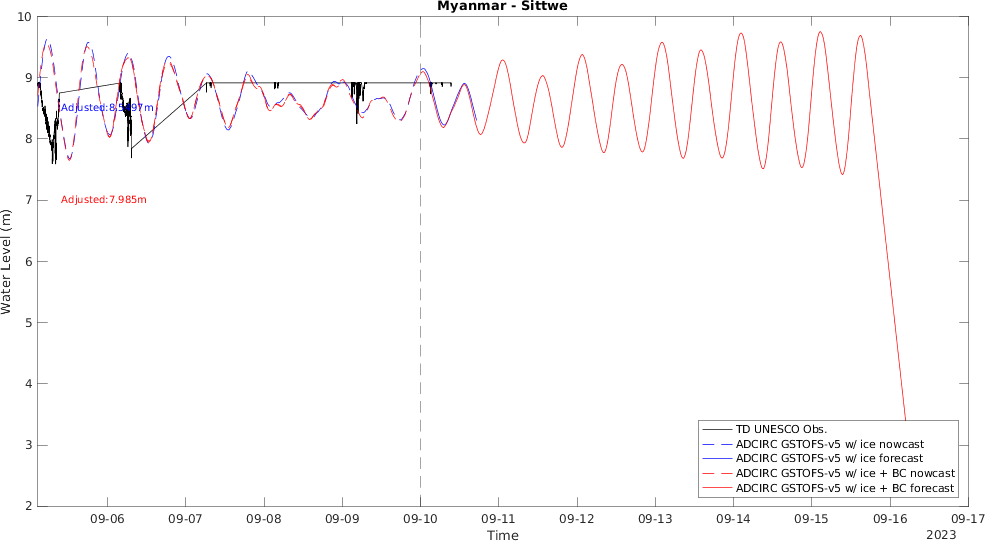 Myanmar - Sittwe
Water Level (m)
10
9
8
7
6
5
4
3
2
Adjusted:7.985m
TD UNESCO Obs.
ADCIRC GSTOFS-v5 w/ ice nowcast
ADCIRC GSTOFS-v5 w/ ice forecast
ADCIRC GSTOFS-v5 w/ ice + BC nowcast
ADCIRC GSTOFS-v5 w/ ice + BC forecast
09-06 09-07 09-08 09-09 09-10 09-11 09-12 09-13 09-14 09-15 09-16 09-17
Time
2023